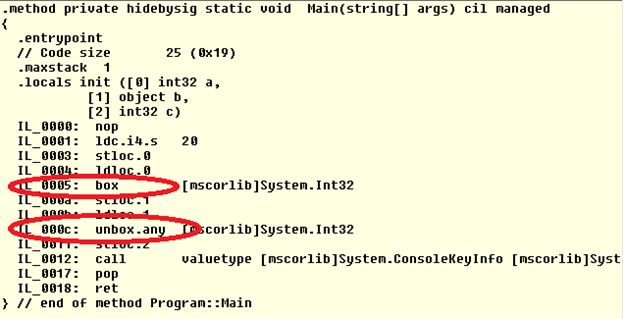 .method private hidebysig static void  Main(string[] args) cil managed
{
  .entrypoint
  // Code size       25 (0x19)
  .maxstack  1
  .locals init ([0] int32 a,
           [1] object b,
           [2] int32 c)
  IL_0000:  nop
  IL_0001:  ldc.i4.s   20
  IL_0003:  stloc.0
  IL_0004:  ldloc.0
  IL_0005:  box        [mscorlib]System.Int32
  IL_000a:  stloc.1
  IL_000b:  ldloc.1
  IL_000c:  unbox.any  [mscorlib]System.Int32
  IL_0011:  stloc.2
  IL_0012:  call       valuetype [mscorlib]System.ConsoleKeyInfo [mscorlib]Syst
  IL_0017:  pop
  IL_0018:  ret
} // end of method Program::Main